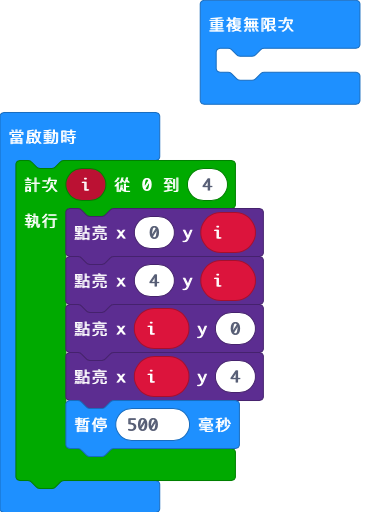 重複無限次
當啟動時
計次 i 從 0 到 4
執行
點亮 x 0 y i
點亮 x 4 y i
點亮 x i y 0
點亮 x i y 4
暫停 500 毫秒